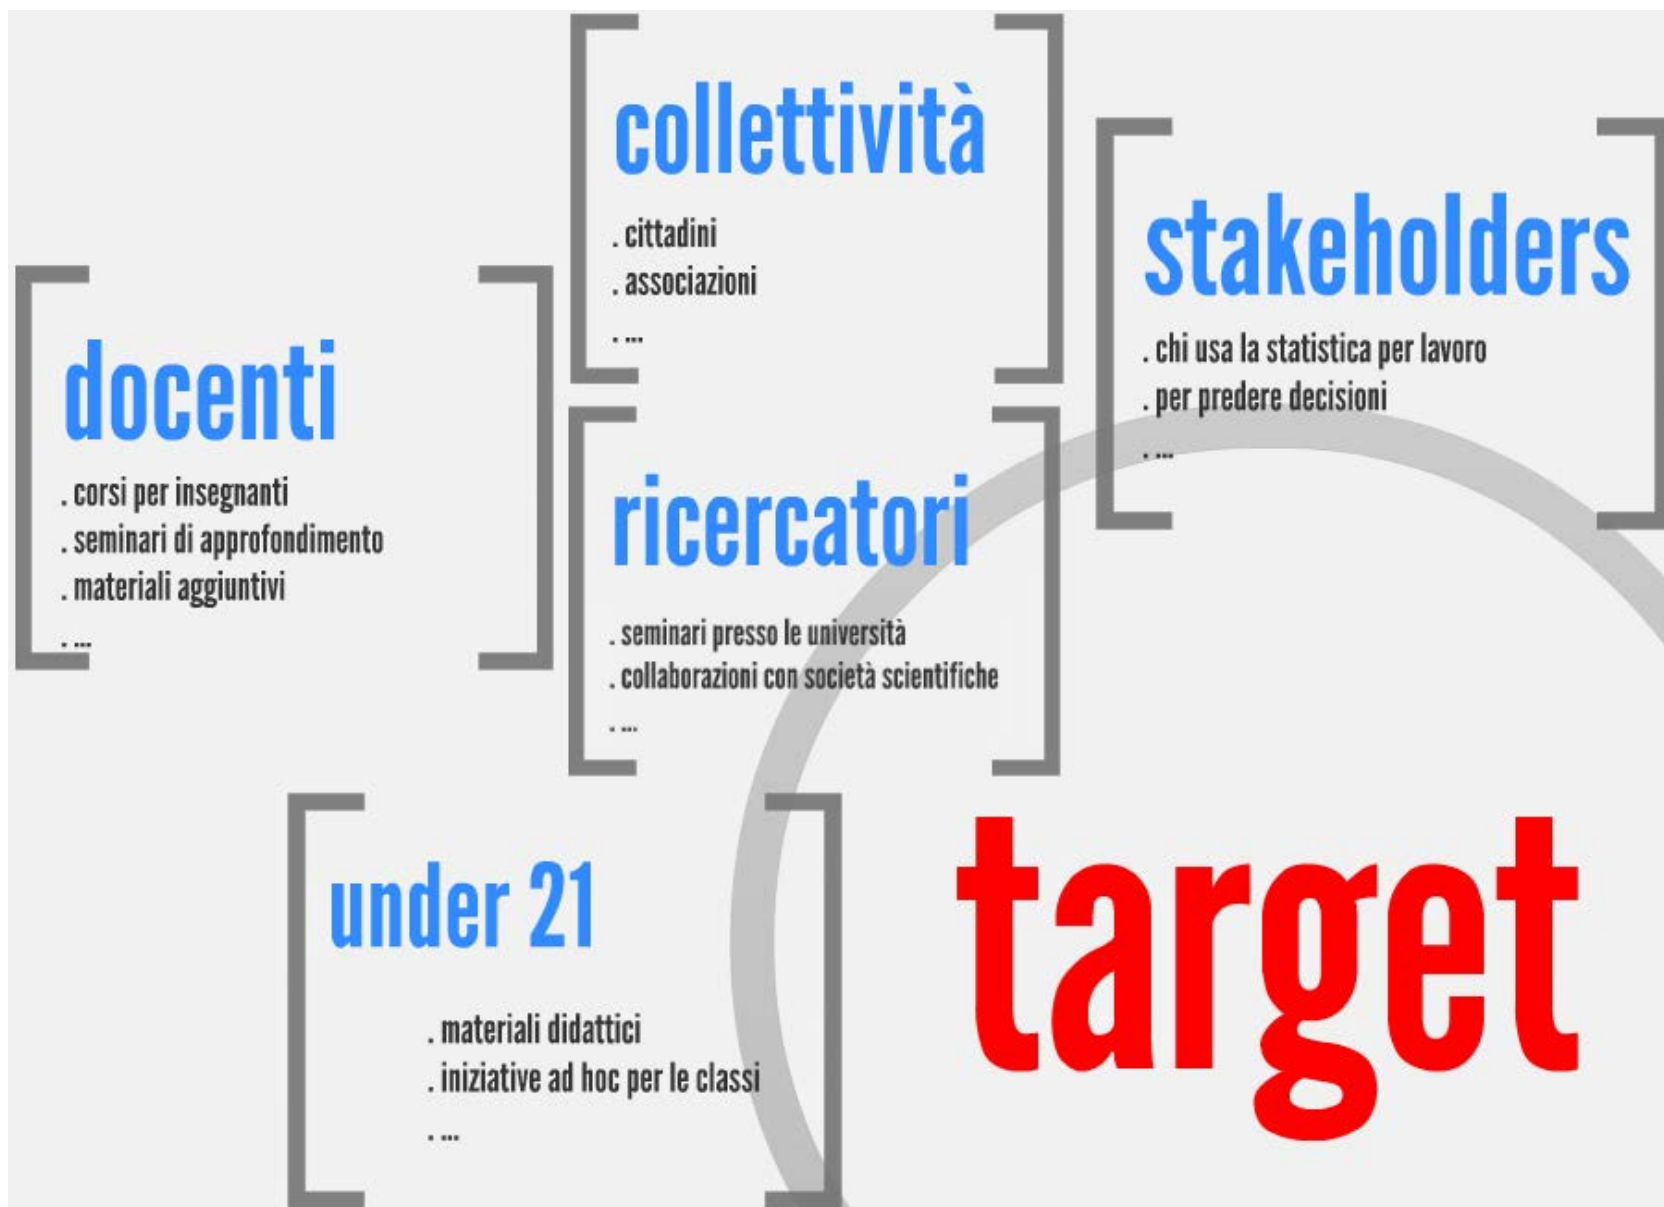 collettività
. cittadini
. associazioni
. ...
stakeholders
. chi usa la statistica per lavoro
. per predere decisioni
. ...
docenti
. corsi per insegnanti
. seminari di approfondimento
. materiali aggiuntivi
. ...
ricercatori
. seminari presso le università
. collaborazioni con società scientifiche
. ...
under 21
. materiali didattici
. iniziative ad hoc per le classi
. ...
target